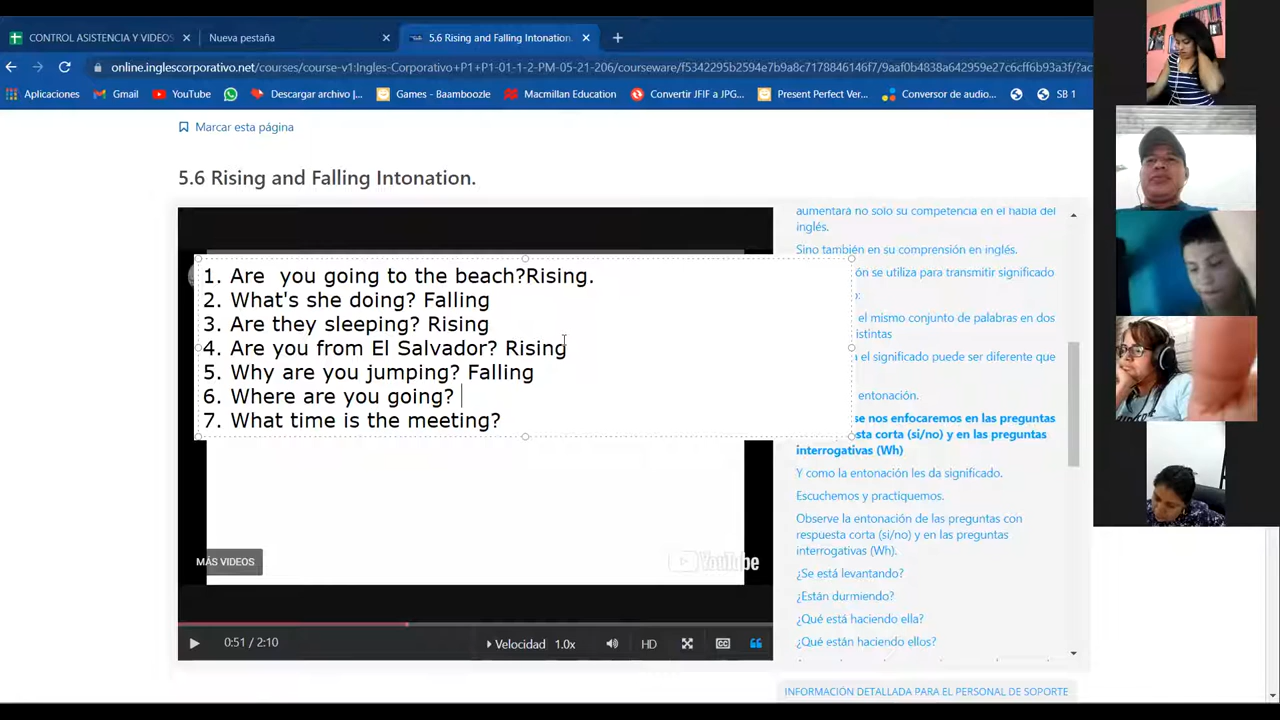 CONTROL ASISTENCIA Y VIDEOS
Nueva pestaña
5.6 Rising and Falling Intonation.
online.inglescorporativo.net/courses/course-v1:Ingles-Corporativo+P1+P1-01-1-2-PM-05-21-206/courseware/f5342295b2594e7b9a8c7178846146f7/9aaf0b4838a642959e27c6cff6b93a3f/?ac
Aplicaciones
Gmail
YouTube
Descargar archivo |...
Games - Baamboozle
Macmillan Education
Convertir JFIF a JPG...
Present Perfect Ver...
Conversor de audio...
SB 1
Marcar esta página
5.6 Rising and Falling Intonation.
1. Are you going to the beach?Rising.
2. What's she doing? Falling
3. Are they sleeping? Rising
4. Are you from El Salvador? Rising
5. Why are you jumping? Falling
6. Where are you going?
7. What time is the meeting?
MÁS VIDEOS
YouTube
0:51 / 2:10
Velocidad 1.0x
HD
CC
aumentará no solo su competencia en el habla del
inglés.
Sino también en su comprensión en inglés.
ión se utiliza para transmitir significado
o:
el mismo conjunto de palabras en dos
istintas
a el significado puede ser diferente que
entonación.
se nos enfocaremos en las preguntas
esta corta (si/no) y en las preguntas
interrogativas (Wh)
Y como la entonación les da significado.
Escuchemos y practiquemos.
Observe la entonación de las preguntas con
respuesta corta (si/no) y en las preguntas
interrogativas (Wh).
¿Se está levantando?
¿Están durmiendo?
¿Qué está haciendo ella?
¿Qué están haciendo ellos?
INFORMACIÓN DETALLADA PARA EL PERSONAL DE SOPORTE